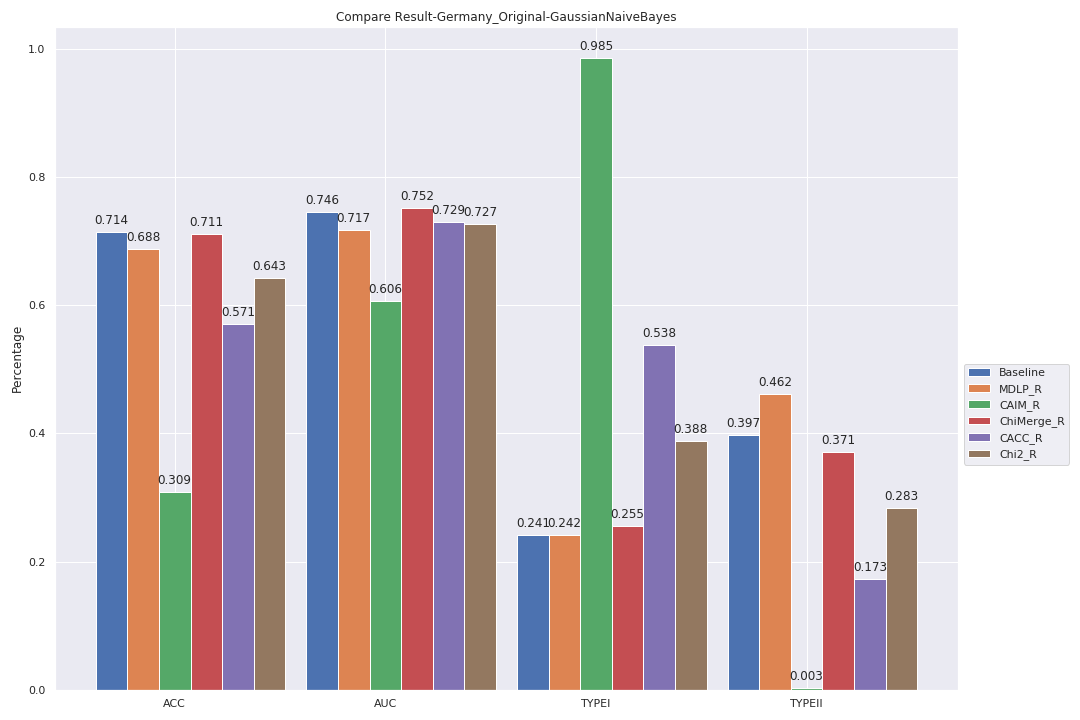 Compare Result-Germany_Original-GaussianNaiveBayes
Percentage
1.0
0.8
0.6
0.4
0.2
0.0
0.714
0.688
0.309
0.711
0.571
0.643
0.746
0.717
0.606
0.752
0.729
0.727
0.241
0.242
0.985
0.255
0.538
0.388
0.397
0.462
0.003
0.371
0.173
0.283
ACC
AUC
TYPEI
TYPEII
Baseline
MDLP_R
CAIM_R
ChiMerge_R
CACC_R
Chi2_R